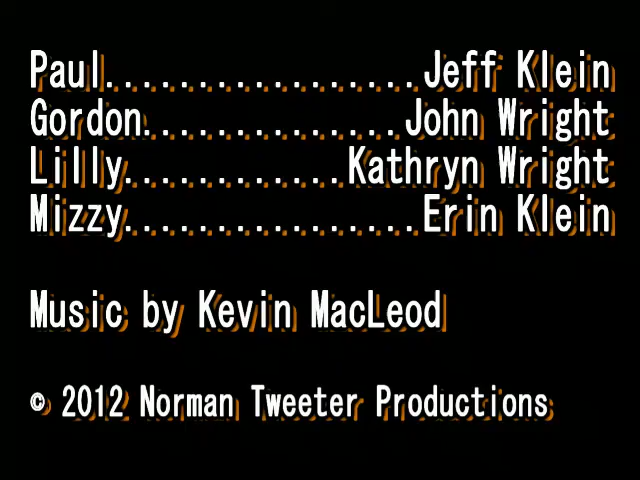 Paul.................Jeff Klein
Gordon..............John Wright
Lilly............Kathryn Wright
Mizzy................Erin Klein
Music by Kevin MacLeod
© 2012 Norman Tweeter Productions